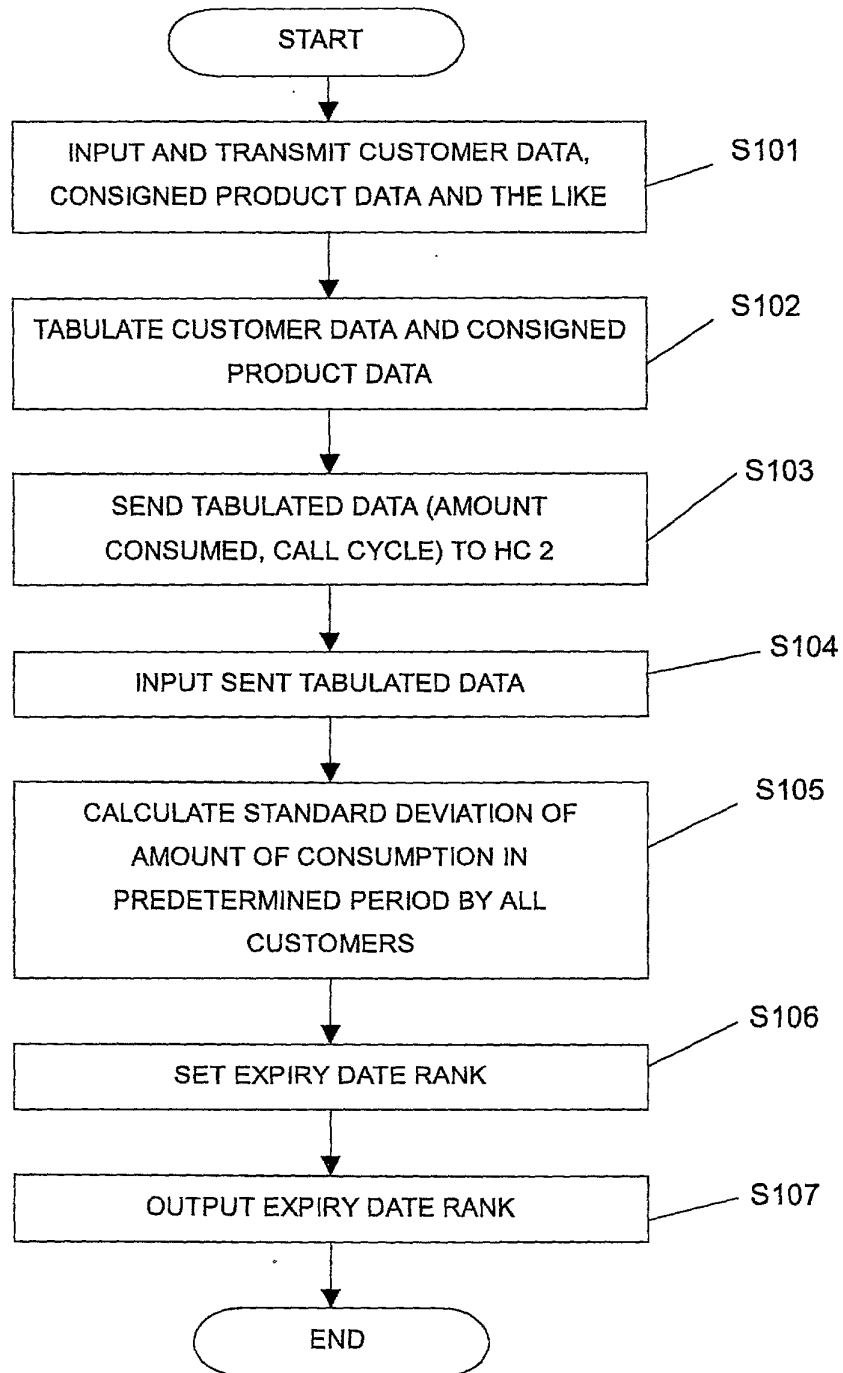 START
INPUT AND TRANSMIT CUSTOMER DATA,
CONSIGNED PRODUCT DATA AND THE LIKE
S101
TABULATE CUSTOMER DATA AND CONSIGNED
PRODUCT DATA
S102
SEND TABULATED DATA (AMOUNT
CONSUMED, CALL CYCLE) TO HC 2
S103
INPUT SENT TABULATED DATA
S104
CALCULATE STANDARD DEVIATION OF
AMOUNT OF CONSUMPTION IN
PREDETERMINED PERIOD BY ALL
CUSTOMERS
S105
SET EXPIRY DATE RANK
S106
OUTPUT EXPIRY DATE RANK
S107
END